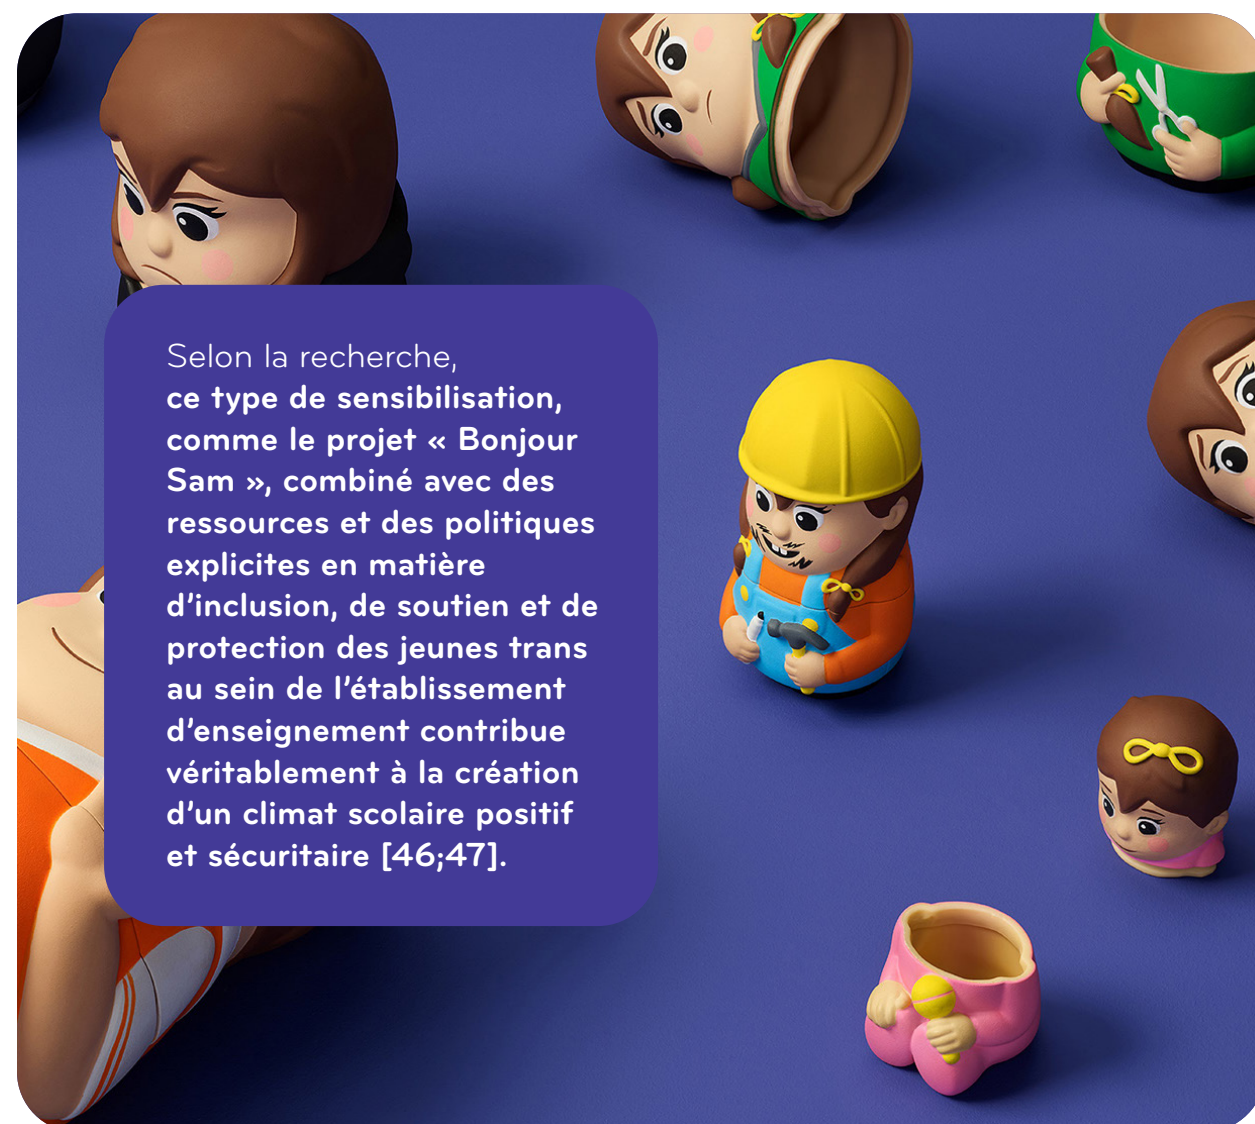 Selon la recherche,
ce type de sensibilisation,
comme le projet « Bonjour
Sam », combiné avec des
ressources et des politiques
explicites en matière
d’inclusion, de soutien et de
protection des jeunes trans
au sein de l’établissement
d’enseignement contribue
véritablement à la création
d’un climat scolaire positif
et sécuritaire [46;47].